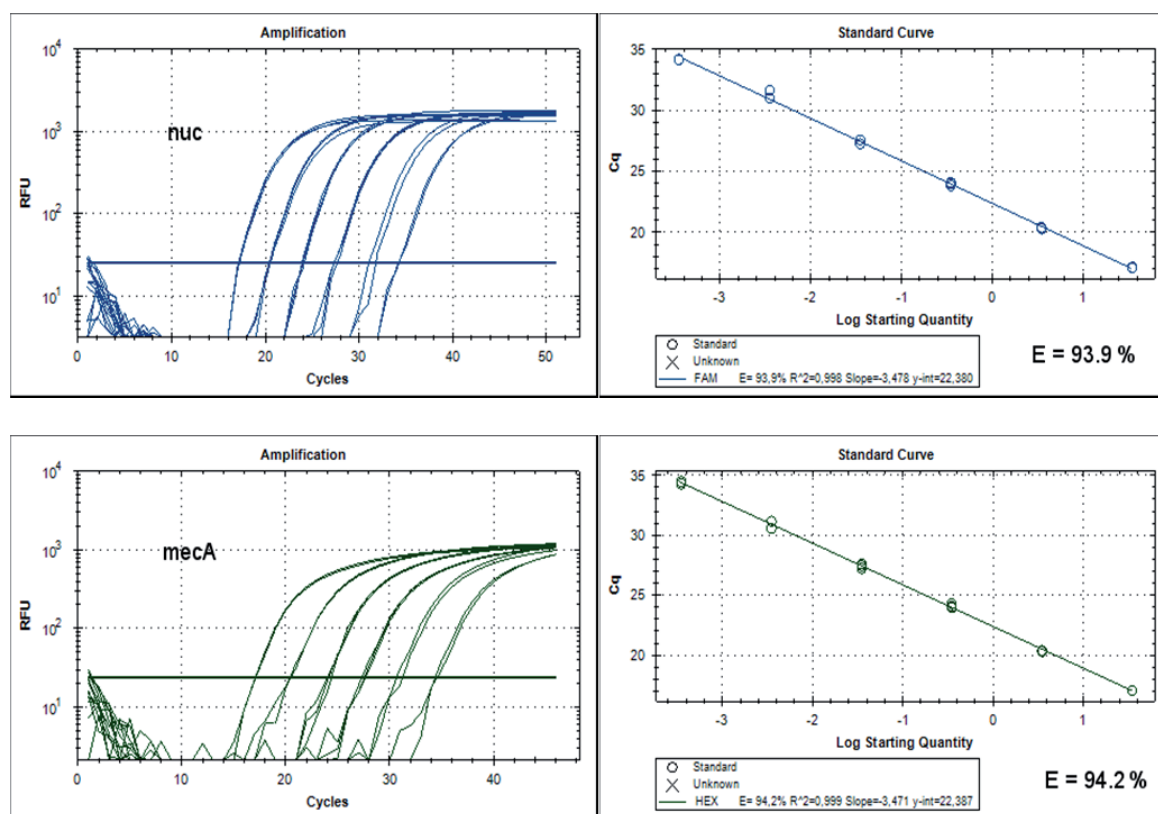 Amplification
10^4
10^3
10^2
10^1
RFU
nuc
0 10 20 30 40 50
Cycles
Standard Curve
35
30
25
20
Cq
-3 -2 -1 0 1
Log Starting Quantity
Standard
Unknown
FAM E= 93,9% R^2=0,998 Slope=-3,478 y-int=22,380
E = 93.9 %
Amplification
10^4
10^3
10^2
10^1
RFU
mecA
0 10 20 30 40
Cycles
Standard Curve
35
30
25
20
Cq
-3 -2 -1 0 1
Log Starting Quantity
Standard
Unknown
HEX E= 94,2% R^2=0,999 Slope=-3,471 y-int=22,387
E = 94.2 %